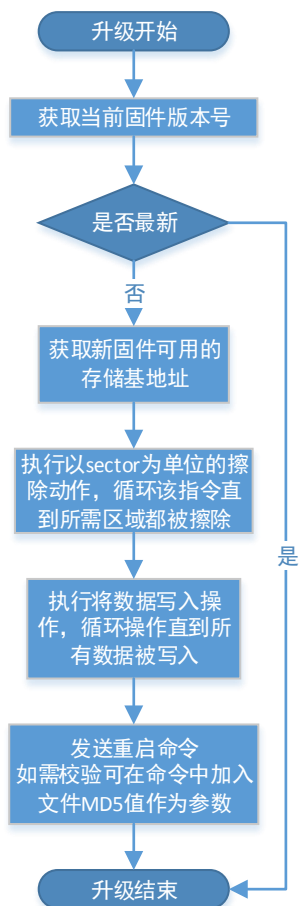 升级开始
获取当前固件版本号
是否最新
否
获取新固件可用的
存储基地址
执行以sector为单位的擦
除动作，循环该指令直
到所需区域都被擦除
是
执行将数据写入操
作，循环操作直到所
有数据被写入
发送重启命令
如需校验可在命令中加入
文件MD5值作为参数
升级结束